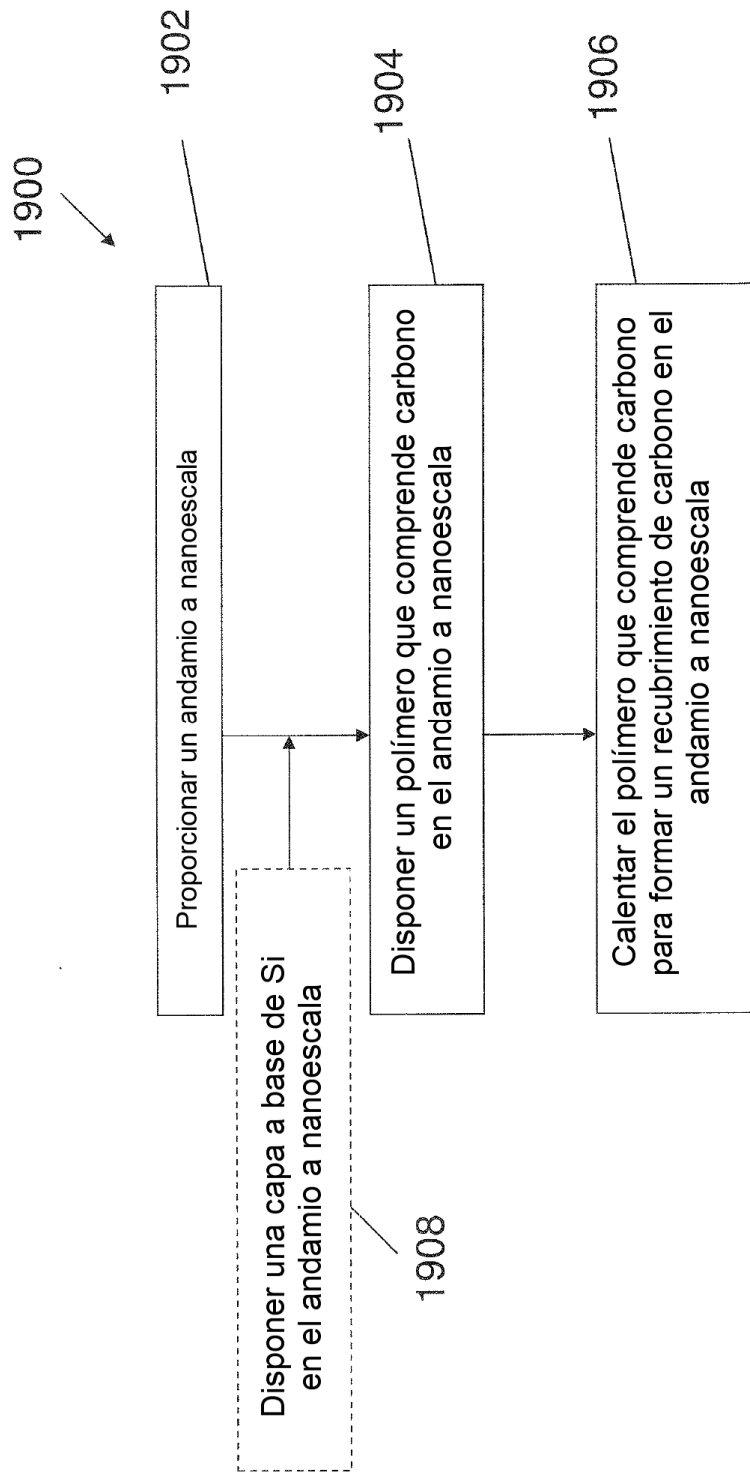 1900
Proporcionar un andamio a nanoescala
1902
Disponer una capa a base de Si
en el andamio a nanoescala
1908
Disponer un polímero que comprende carbono
en el andamio a nanoescala
1904
Calentar el polímero que comprende carbono
para formar un recubrimiento de carbono en el
andamio a nanoescala
1906